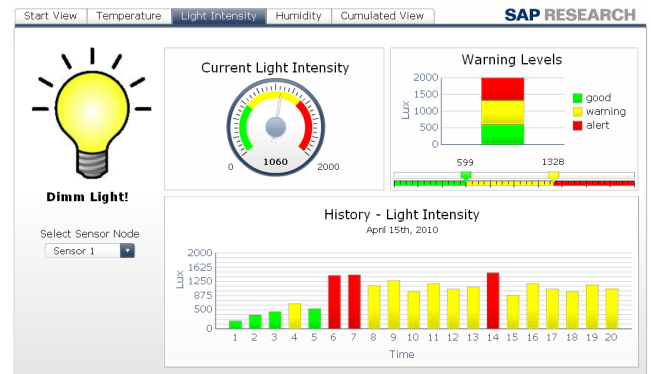 Start View Temperature Light Intensity Humidity Cumulated View SAP RESEARCH
Current Light Intensity
1060
0 2000
Warning Levels
2000
1500
1000
500
0
Lux
good
warning
alert
599 1328
Dimm Light!
Select Sensor Node
Sensor 1
History - Light Intensity
April 15th, 2010
2000
1625
1250
875
500
0
Lux
1 2 3 4 5 6 7 8 9 10 11 12 13 14 15 16 17 18 19 20
Time